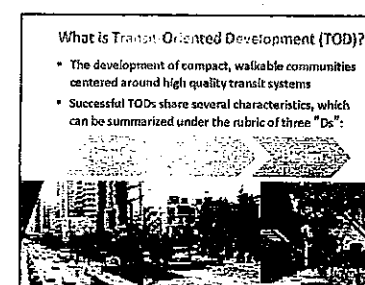 What is Transit-Oriented Development (TOD)?
• The development of compact, walkable communities
centered around high quality transit systems
• Successful TODs share several characteristics, which
can be summarized under the rubric of three "Ds":